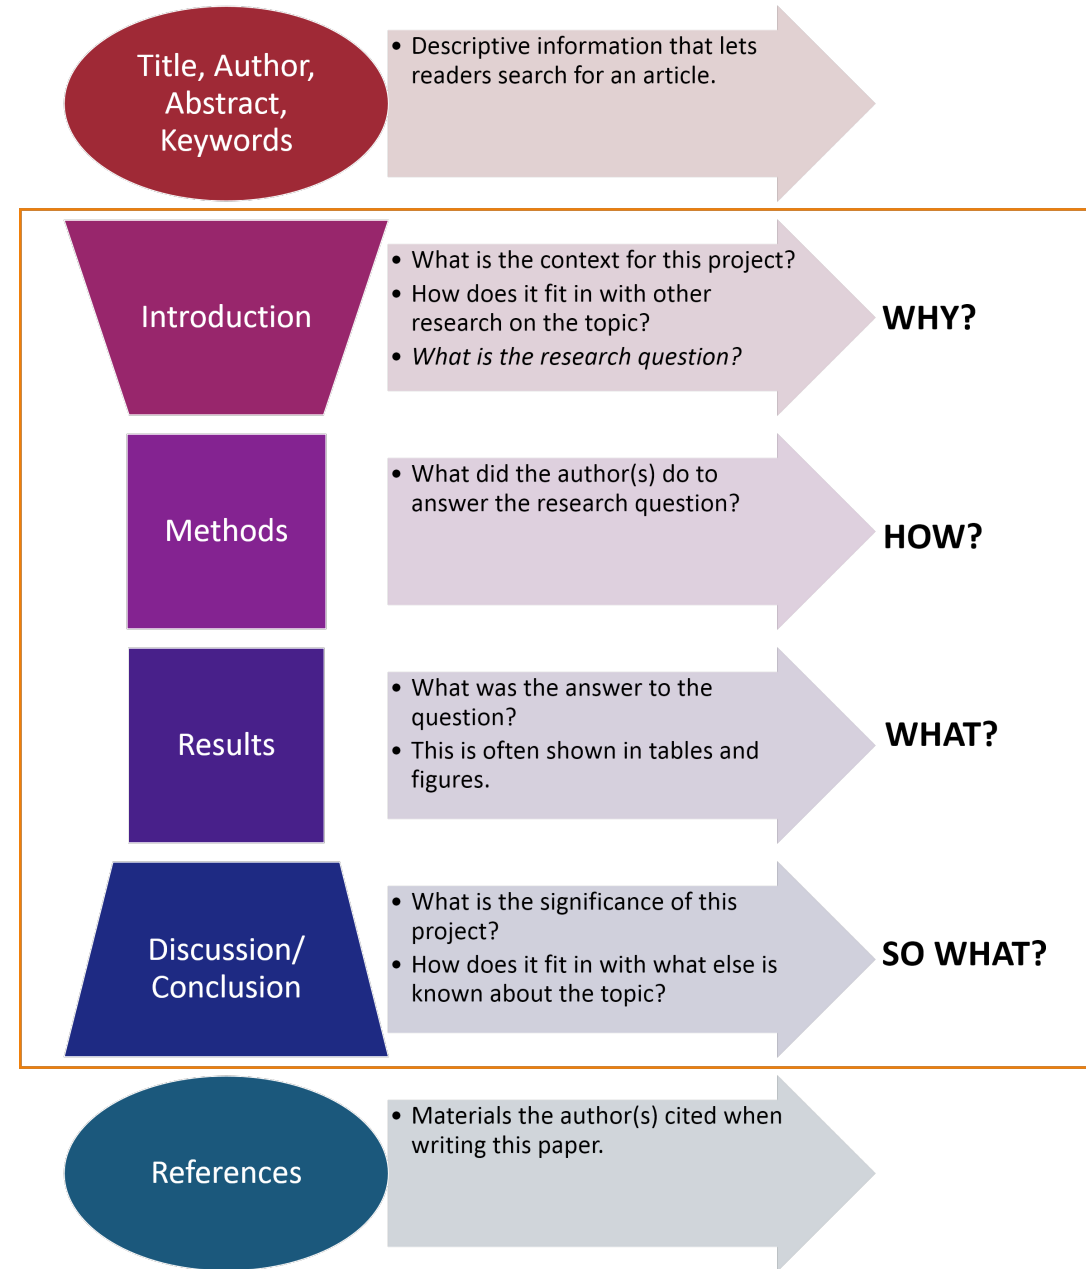 Title, Author,
Abstract,
Keywords
• Descriptive information that lets
readers search for an article.
Introduction
• What is the context for this project?
• How does it fit in with other
research on the topic?
• What is the research question?
WHY?
Methods
• What did the author(s) do to
answer the research question?
HOW?
Results
• What was the answer to the
question?
• This is often shown in tables and
figures.
WHAT?
Discussion/
Conclusion
• What is the significance of this
project?
• How does it fit in with what else is
known about the topic?
SO WHAT?
References
• Materials the author(s) cited when
writing this paper.